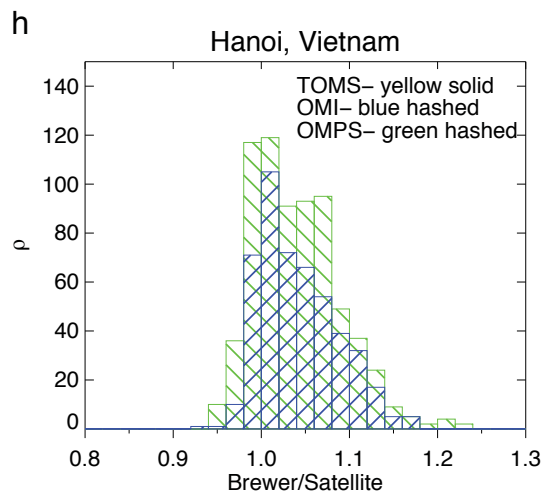 h
Hanoi, Vietnam
TOMS– yellow solid
OMI– blue hashed
OMPS– green hashed
140
120
100
80
60
40
20
0
ρ
0.8 0.9 1.0 1.1 1.2 1.3
Brewer/Satellite